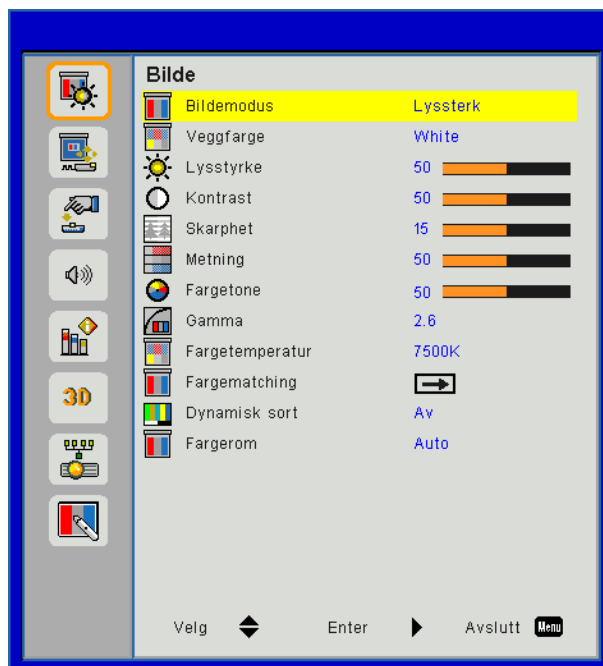 Bilde
Bildemodus Lyssterk
Veggfarge White
Lysstyrke 50
Kontrast 50
Skarphet 15
Metning 50
Fargetone 50
Gamma 2.6
Fargetemperatur 7500K
Fargematching
3D
Dynamisk sort Av
Fargerom Auto
Velg Enter Avslutt Menu